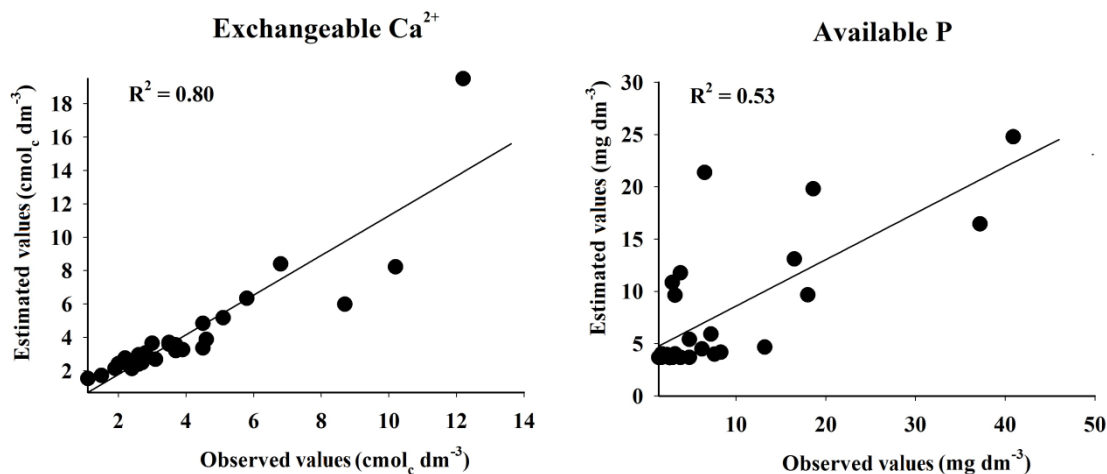 Exchangeable Ca²⁺
R² = 0.80
Estimated values (cmol_c dm⁻³)
18
16
14
12
10
8
6
4
2
2 4 6 8 10 12 14
Observed values (cmol_c dm⁻³)
Available P
R² = 0.53
Estimated values (mg dm⁻³)
30
25
20
15
10
5
0
10 20 30 40 50
Observed values (mg dm⁻³)